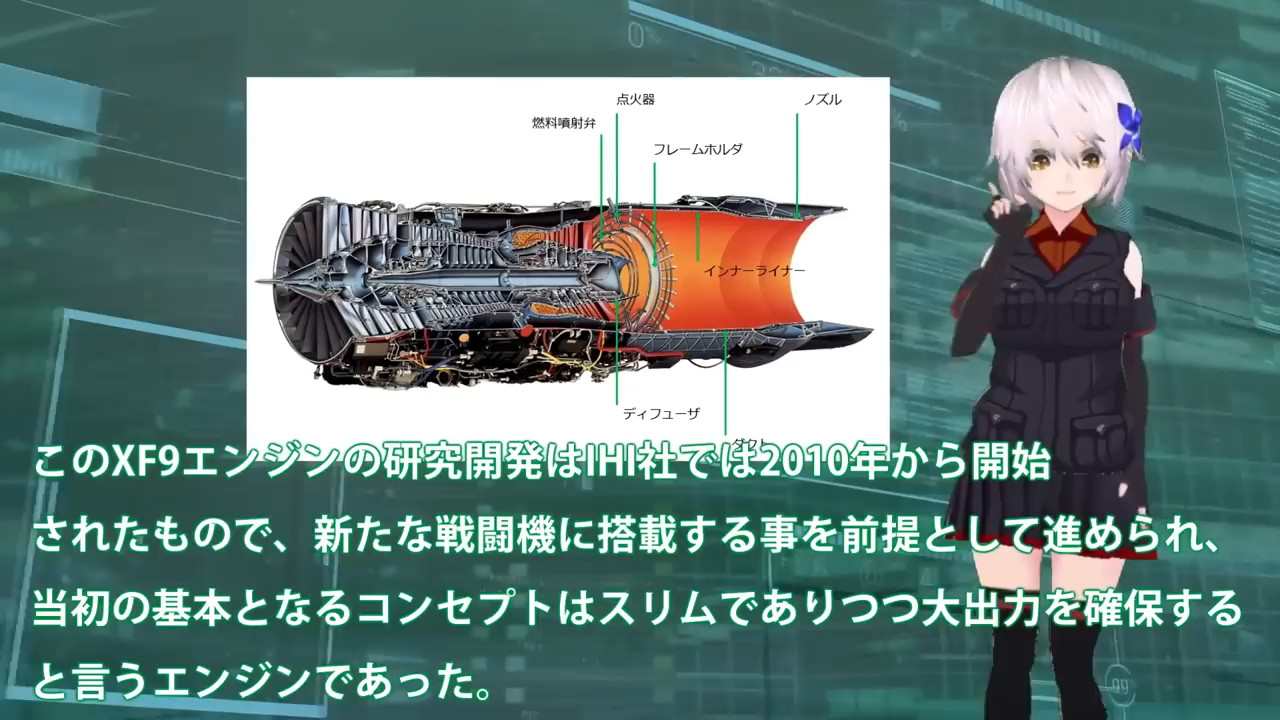 点火器
ノズル
燃料噴射弁
フレームホルダ
インナーライナー
ディフューザ
ダクト
このXF9エンジンの研究開発はIHI社では2010年から開始
されたもので、新たな戦闘機に搭載する事を前提として進められ、
当初の基本となるコンセプトはスリムでありつつ大出力を確保する
と言うエンジンであった。
0%